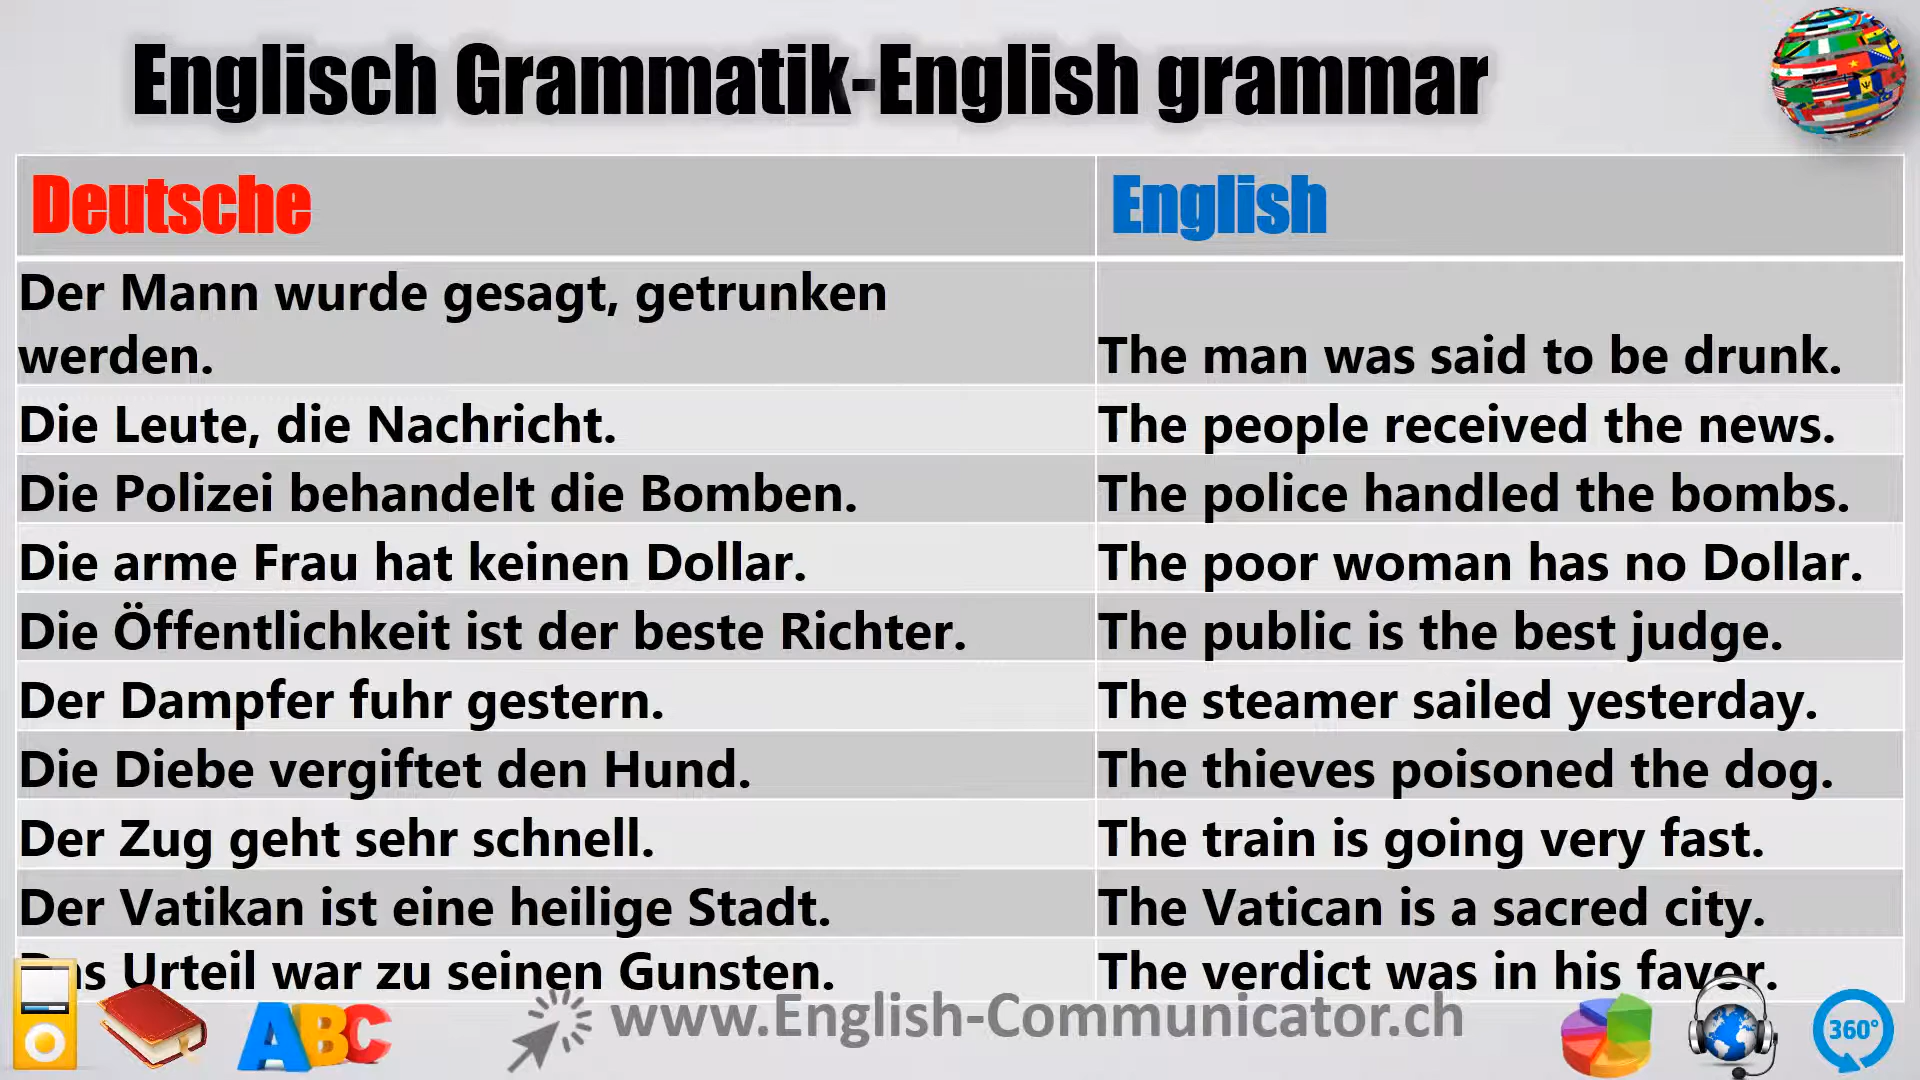 Englisch Grammatik-English grammar
Deutsche
English
Der Mann wurde gesagt, getrunken
werden.
The man was said to be drunk.
Die Leute, die Nachricht.
The people received the news.
Die Polizei behandelt die Bomben.
The police handled the bombs.
Die arme Frau hat keinen Dollar.
The poor woman has no Dollar.
Die Öffentlichkeit ist der beste Richter.
The public is the best judge.
Der Dampfer fuhr gestern.
The steamer sailed yesterday.
Die Diebe vergiftet den Hund.
The thieves poisoned the dog.
Der Zug geht sehr schnell.
The train is going very fast.
Der Vatikan ist eine heilige Stadt.
The Vatican is a sacred city.
Das Urteil war zu seinen Gunsten.
The verdict was in his favor.
ABC
www.English-Communicator.ch
360°